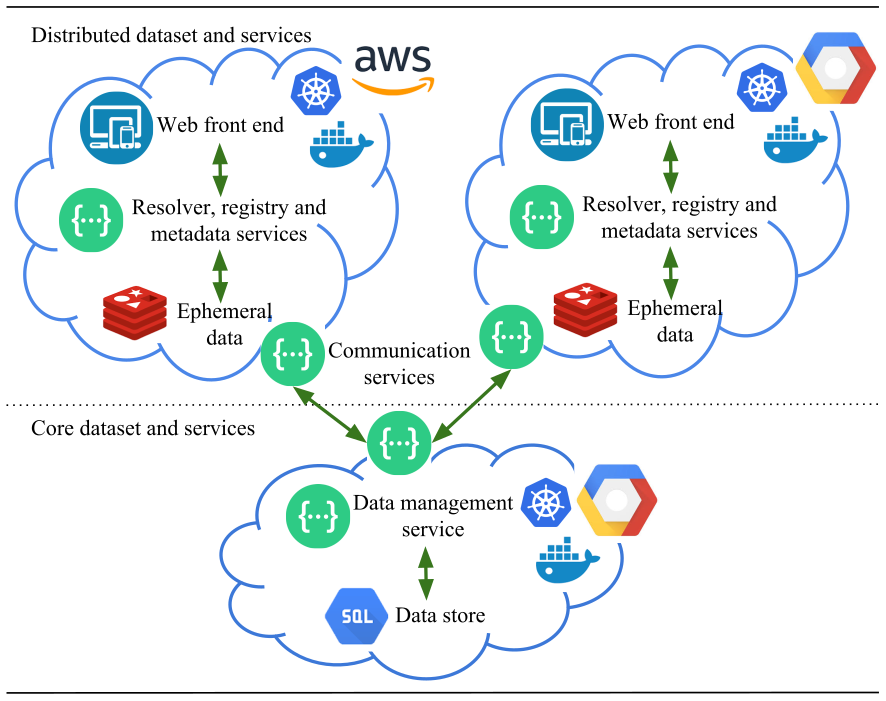 Distributed dataset and services
aws
Web front end
Resolver, registry and
metadata services
Ephemeral
data
{···}
{···}
Web front end
Resolver, registry and
metadata services
Ephemeral
data
{···}
{···}
Communication
services
Core dataset and services
{···}
{···}
Data management
service
SQL
Data store